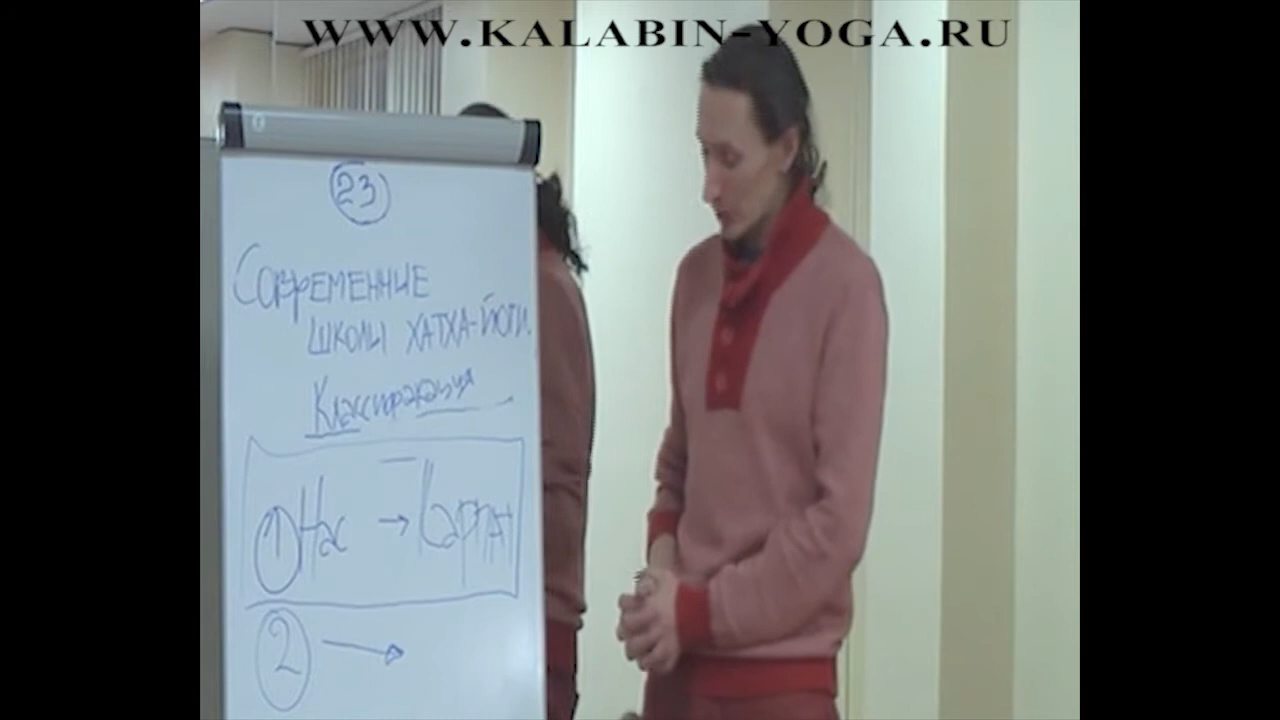 WWW.KALABIN-YOGA.RU
23
Современние
школы хатха-йоги.
Классификация
1
2